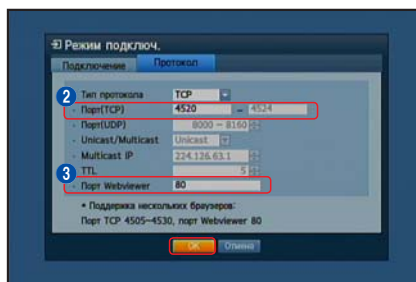 Режим подключ.
Подключение Протокол
Тип протокола TCP
2 Порт(TCP) 4520 ~ 4524
Порт(UDP) 8000 ~ 8160
Unicast/Multicast Unicast
Multicast IP 224.126.63.1
TTL 5
3 Порт Webviewer 80
• Поддержка нескольких браузеров:
Порт TCP 4505~4530, порт Webviewer 80
OK Отмена